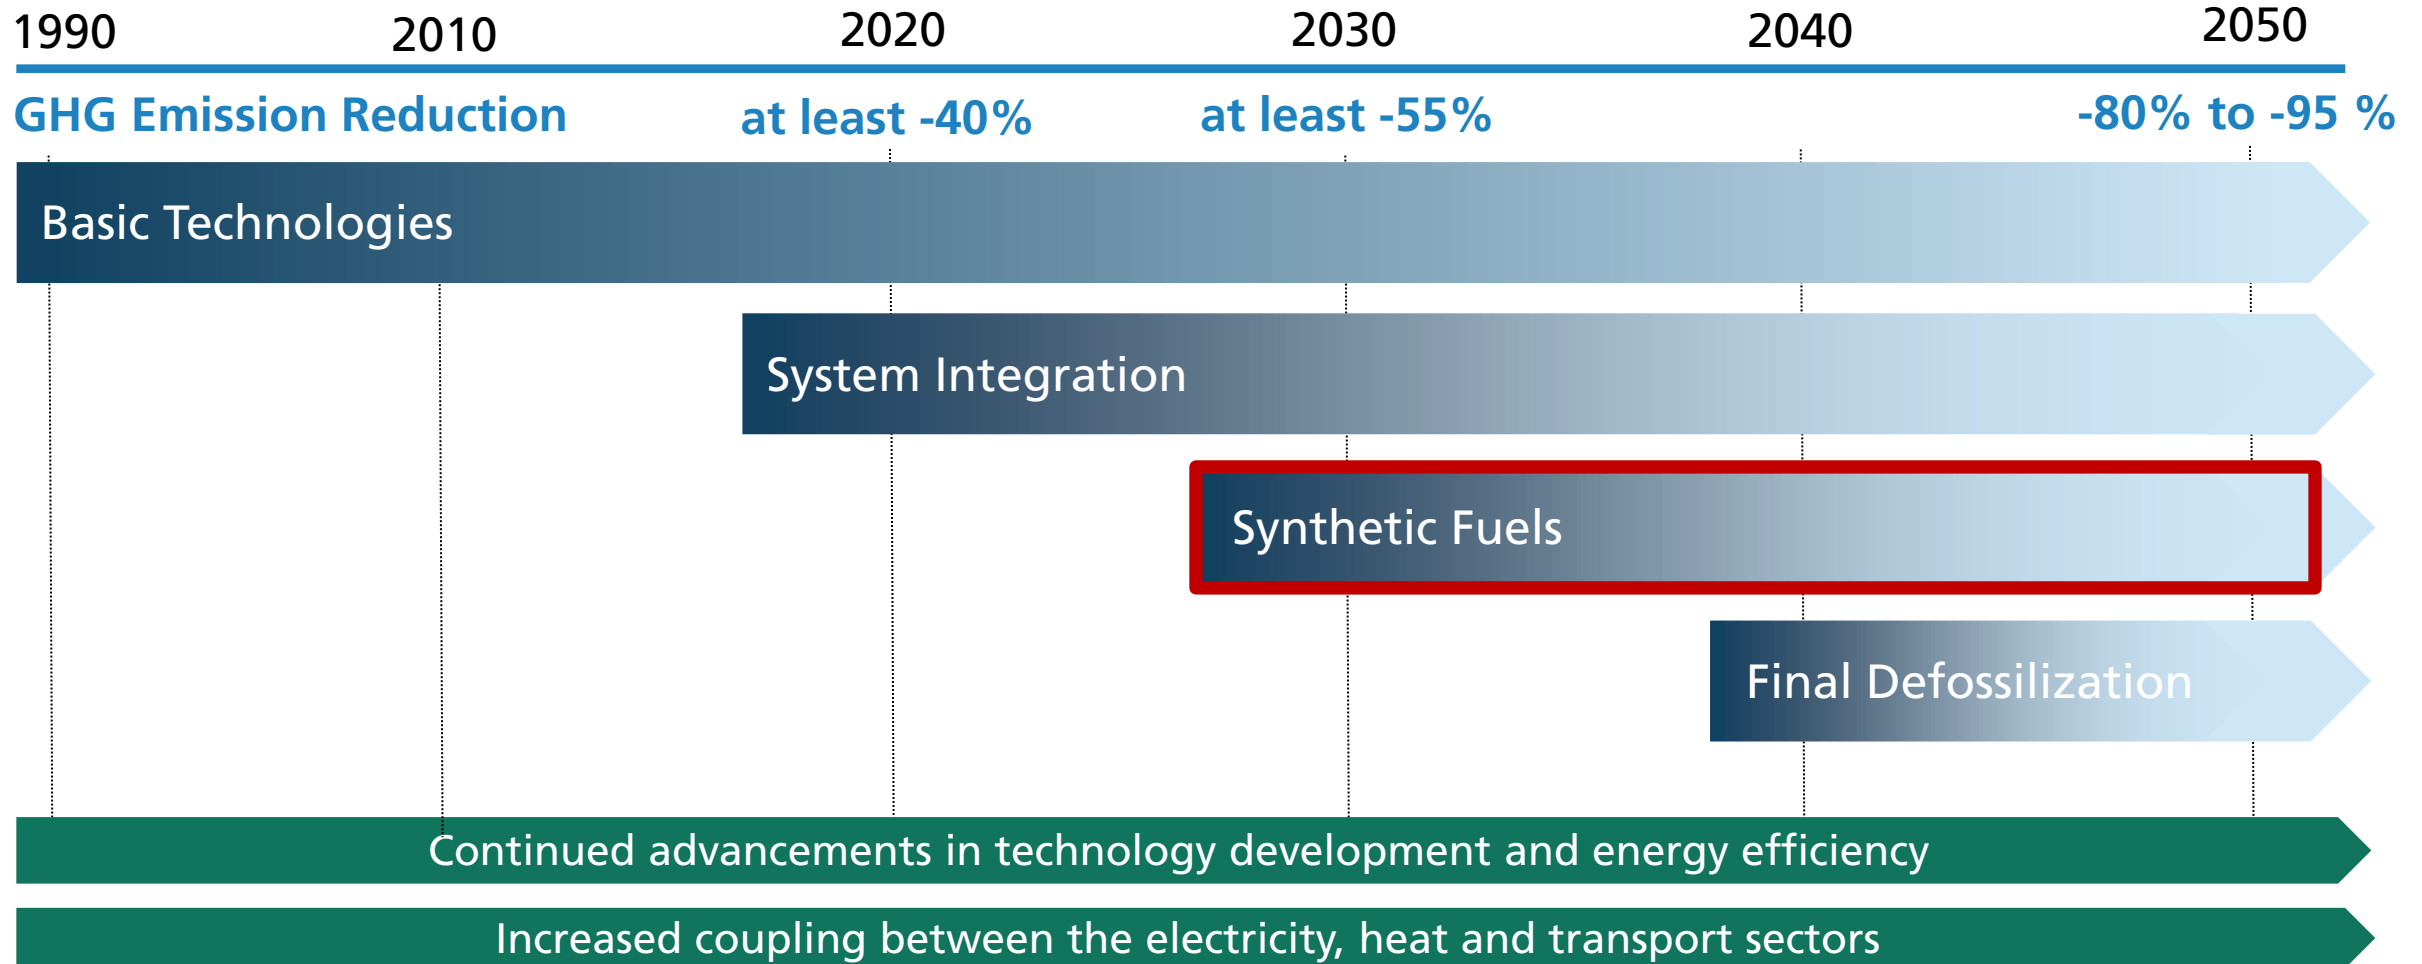 1990 2010 2020 2030 2040 2050
GHG Emission Reduction at least -40% at least -55% -80% to -95 %
Basic Technologies
System Integration
Synthetic Fuels
Final Defossilization
Continued advancements in technology development and energy efficiency
Increased coupling between the electricity, heat and transport sectors